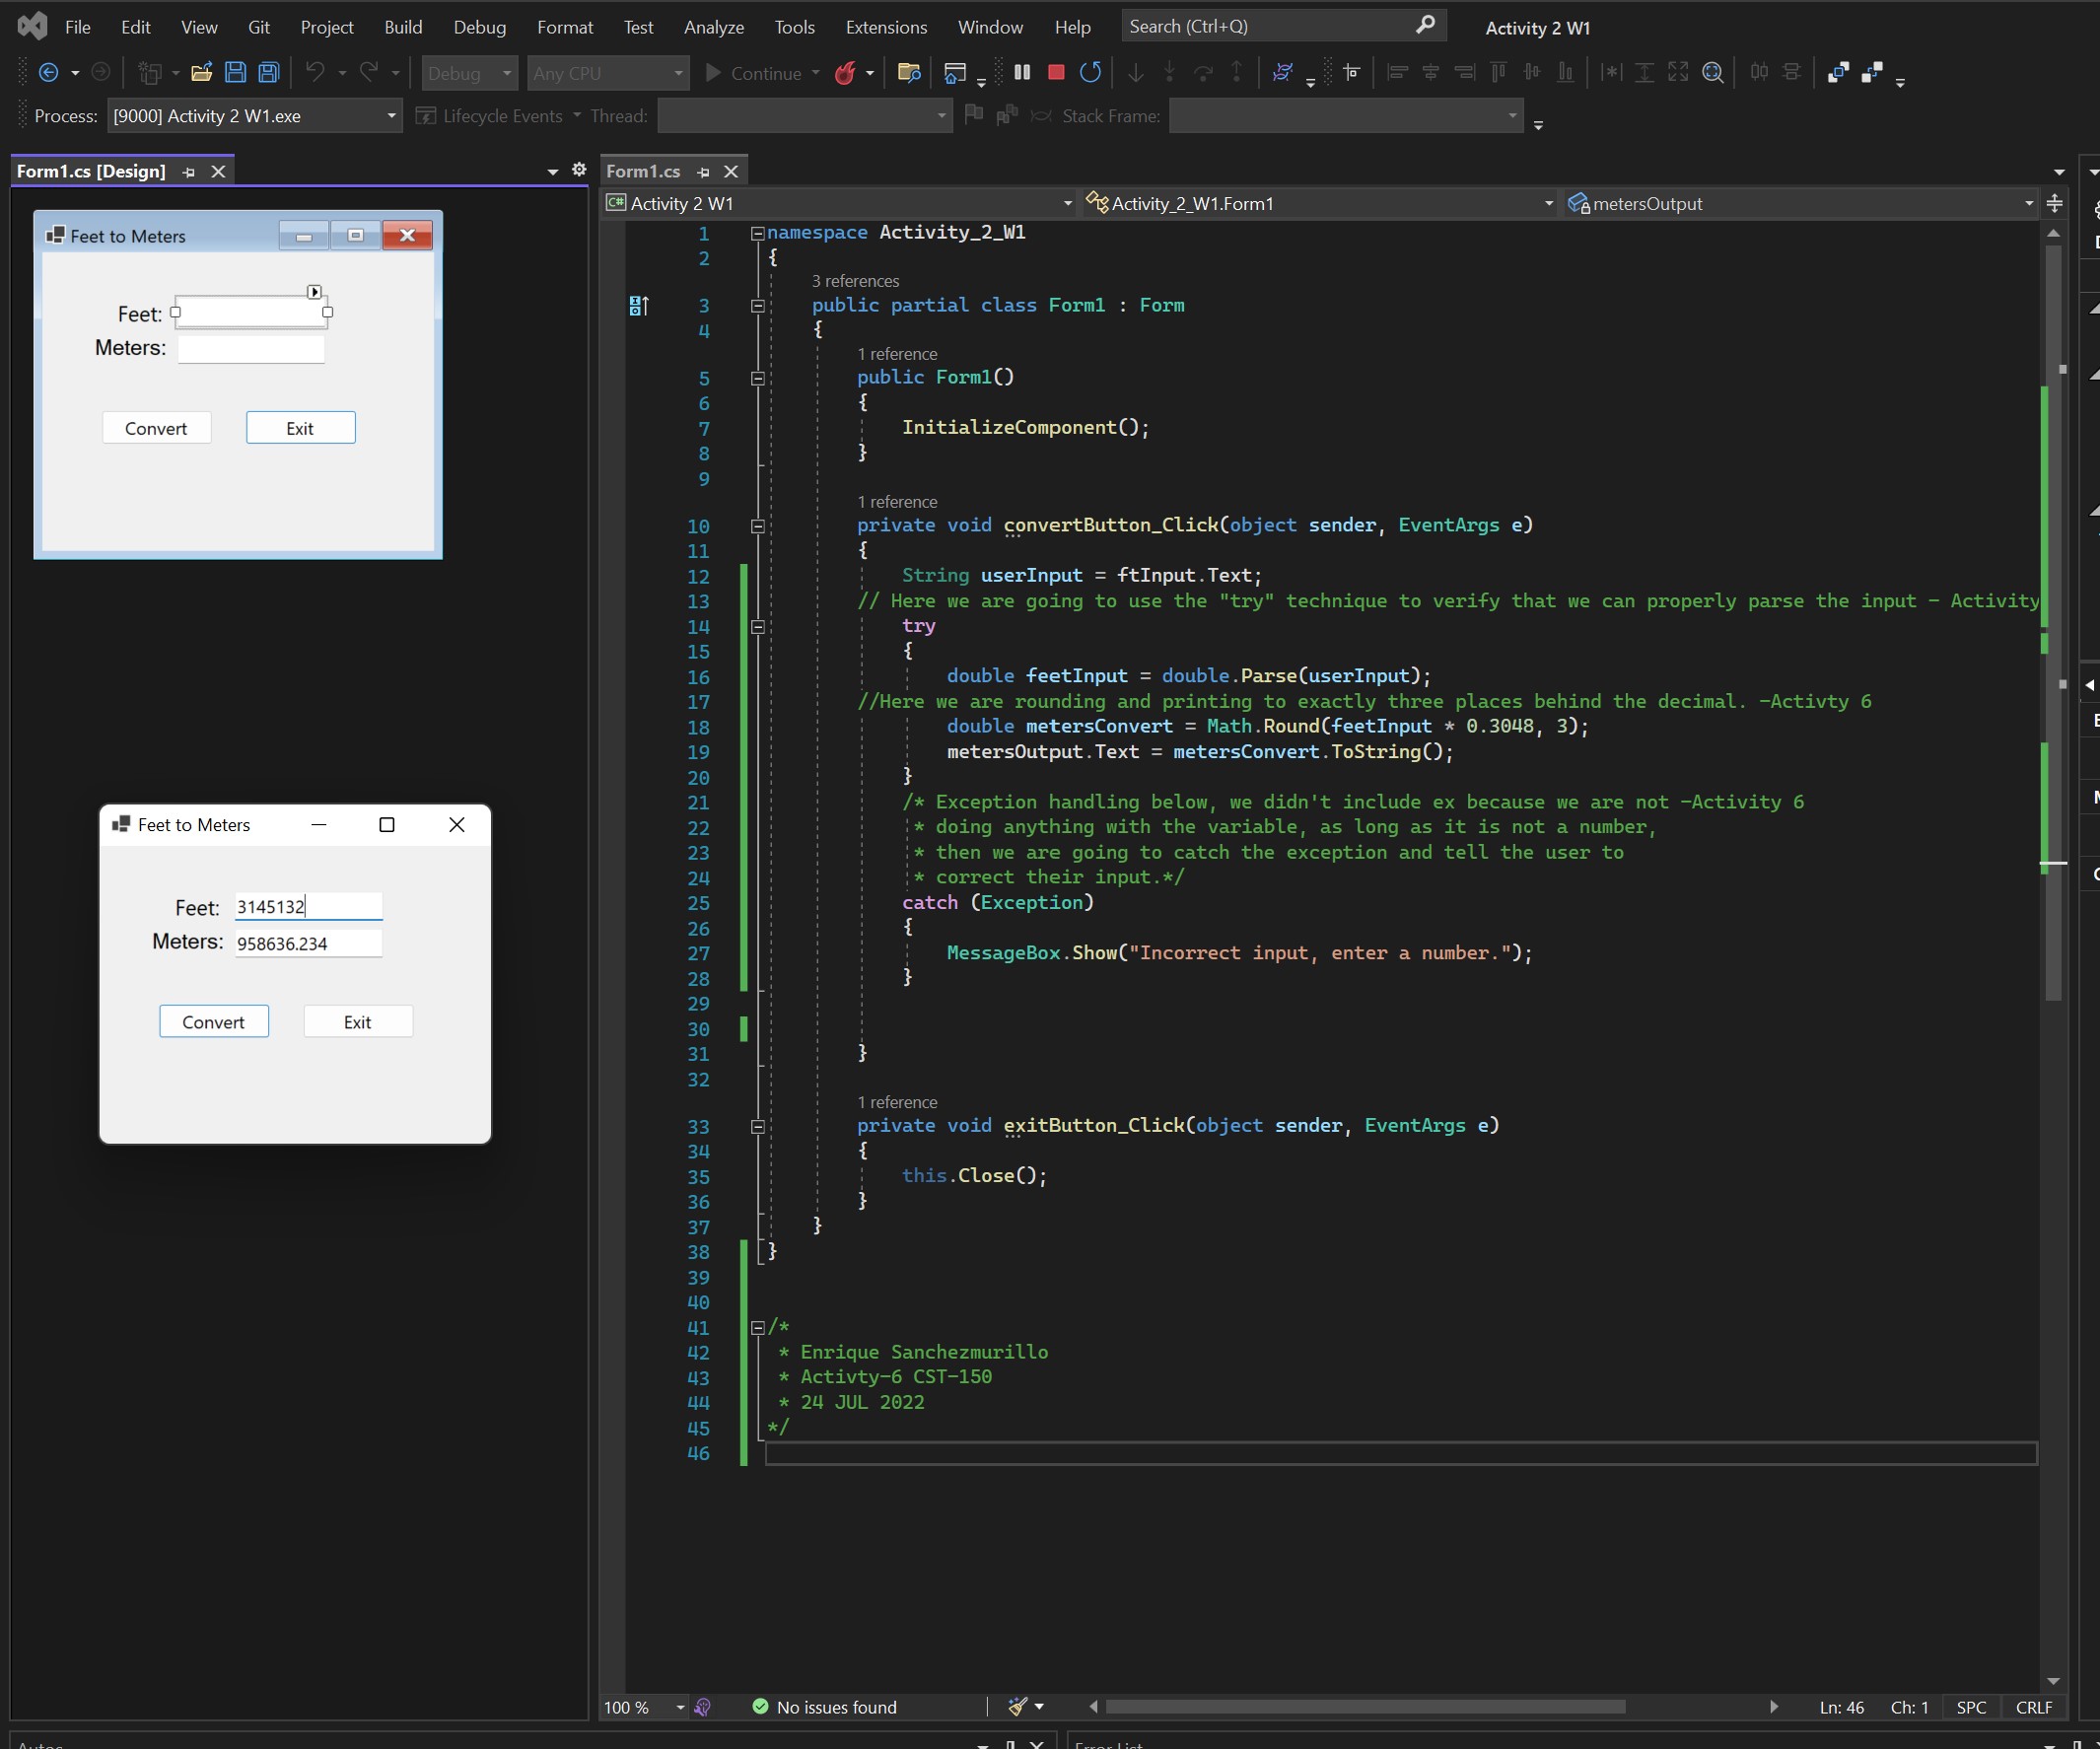 File Edit View Git Project Build Debug Format Test Analyze Tools Extensions Window Help Search (Ctrl+Q) Activity 2 W1
Debug Any CPU Continue
Process: [9000] Activity 2 W1.exe Lifecycle Events Thread: Stack Frame:
Form1.cs [Design]
Feet to Meters
Feet:
Meters:
Convert Exit
Feet to Meters
Feet: 3145132
Meters: 958636.234
Convert Exit
Form1.cs
C# Activity 2 W1 Activity_2_W1.Form1 metersOutput
1 namespace Activity_2_W1
2 {
3 references
3 public partial class Form1 : Form
4 {
1 reference
5 public Form1()
6 {
7 InitializeComponent();
8 }
9
1 reference
10 private void convertButton_Click(object sender, EventArgs e)
11 {
12 String userInput = ftInput.Text;
13 // Here we are going to use the "try" technique to verify that we can properly parse the input - Activity
14 try
15 {
16 double feetInput = double.Parse(userInput);
17 //Here we are rounding and printing to exactly three places behind the decimal. -Activty 6
18 double metersConvert = Math.Round(feetInput * 0.3048, 3);
19 metersOutput.Text = metersConvert.ToString();
20 }
21 /* Exception handling below, we didn't include ex because we are not -Activity 6
22 * doing anything with the variable, as long as it is not a number,
23 * then we are going to catch the exception and tell the user to
24 * correct their input.*/
25 catch (Exception)
26 {
27 MessageBox.Show("Incorrect input, enter a number.");
28 }
29
30
31 }
32
1 reference
33 private void exitButton_Click(object sender, EventArgs e)
34 {
35 this.Close();
36 }
37 }
38 }
39
40
41 /*
42 * Enrique Sanchezmurillo
43 * Activty-6 CST-150
44 * 24 JUL 2022
45 */
46
100 % No issues found Ln: 46 Ch: 1 SPC CRLF
Autos Error List